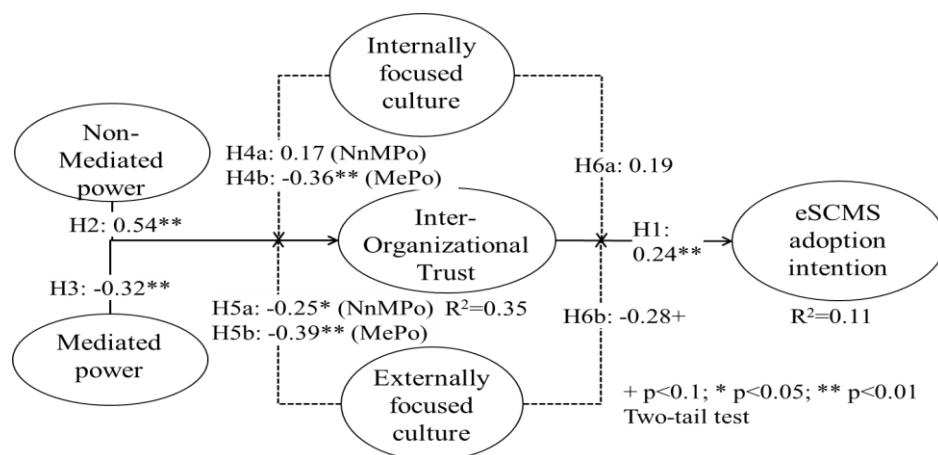 Internally
focused
culture
Non-
Mediated
power
H4a: 0.17 (NnMPo)
H4b: -0.36** (MePo)
H6a: 0.19
H2: 0.54**
Inter-
Organizational
Trust
H1:
0.24**
eSCMS
adoption
intention
H3: -0.32**
H5a: -0.25* (NnMPo) R²=0.35
H5b: -0.39** (MePo)
H6b: -0.28+
R²=0.11
Mediated
power
Externally
focused
culture
+ p<0.1; * p<0.05; ** p<0.01
Two-tail test